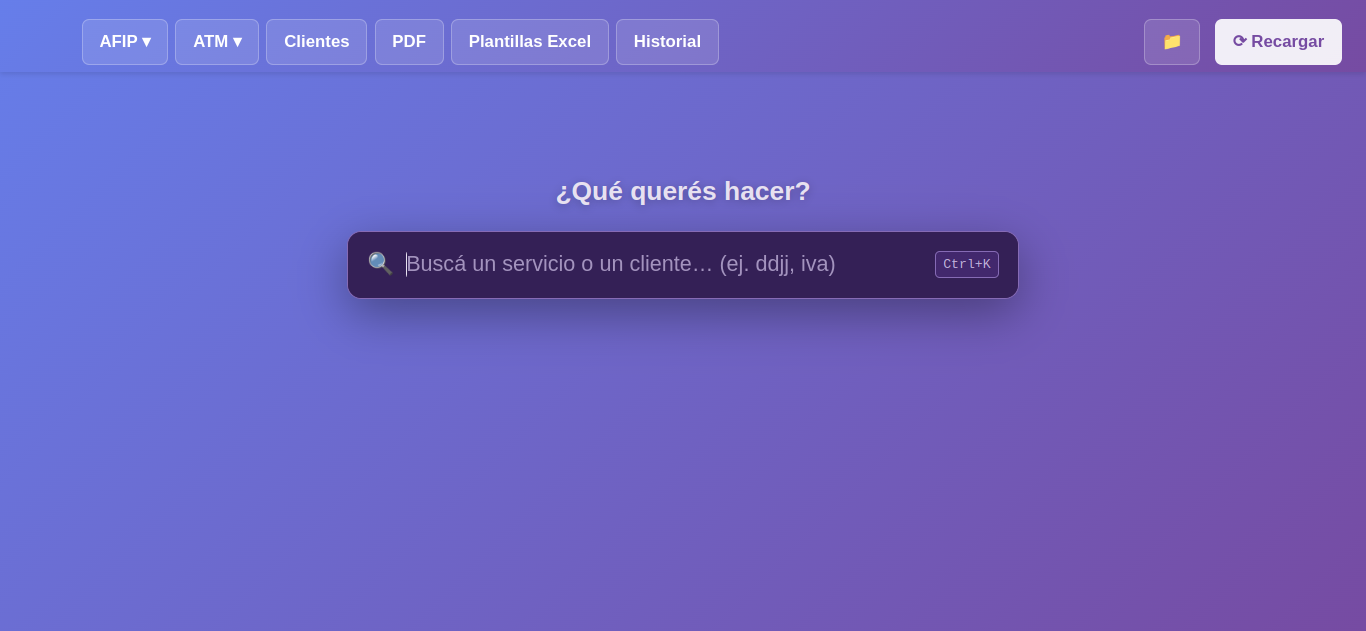 AFIP ▾ ATM ▾ Clientes PDF Plantillas Excel Historial 📁 ⟳ Recargar
¿Qué querés hacer?
🔍 Buscá un servicio o un cliente… (ej. ddjj, iva) Ctrl+K